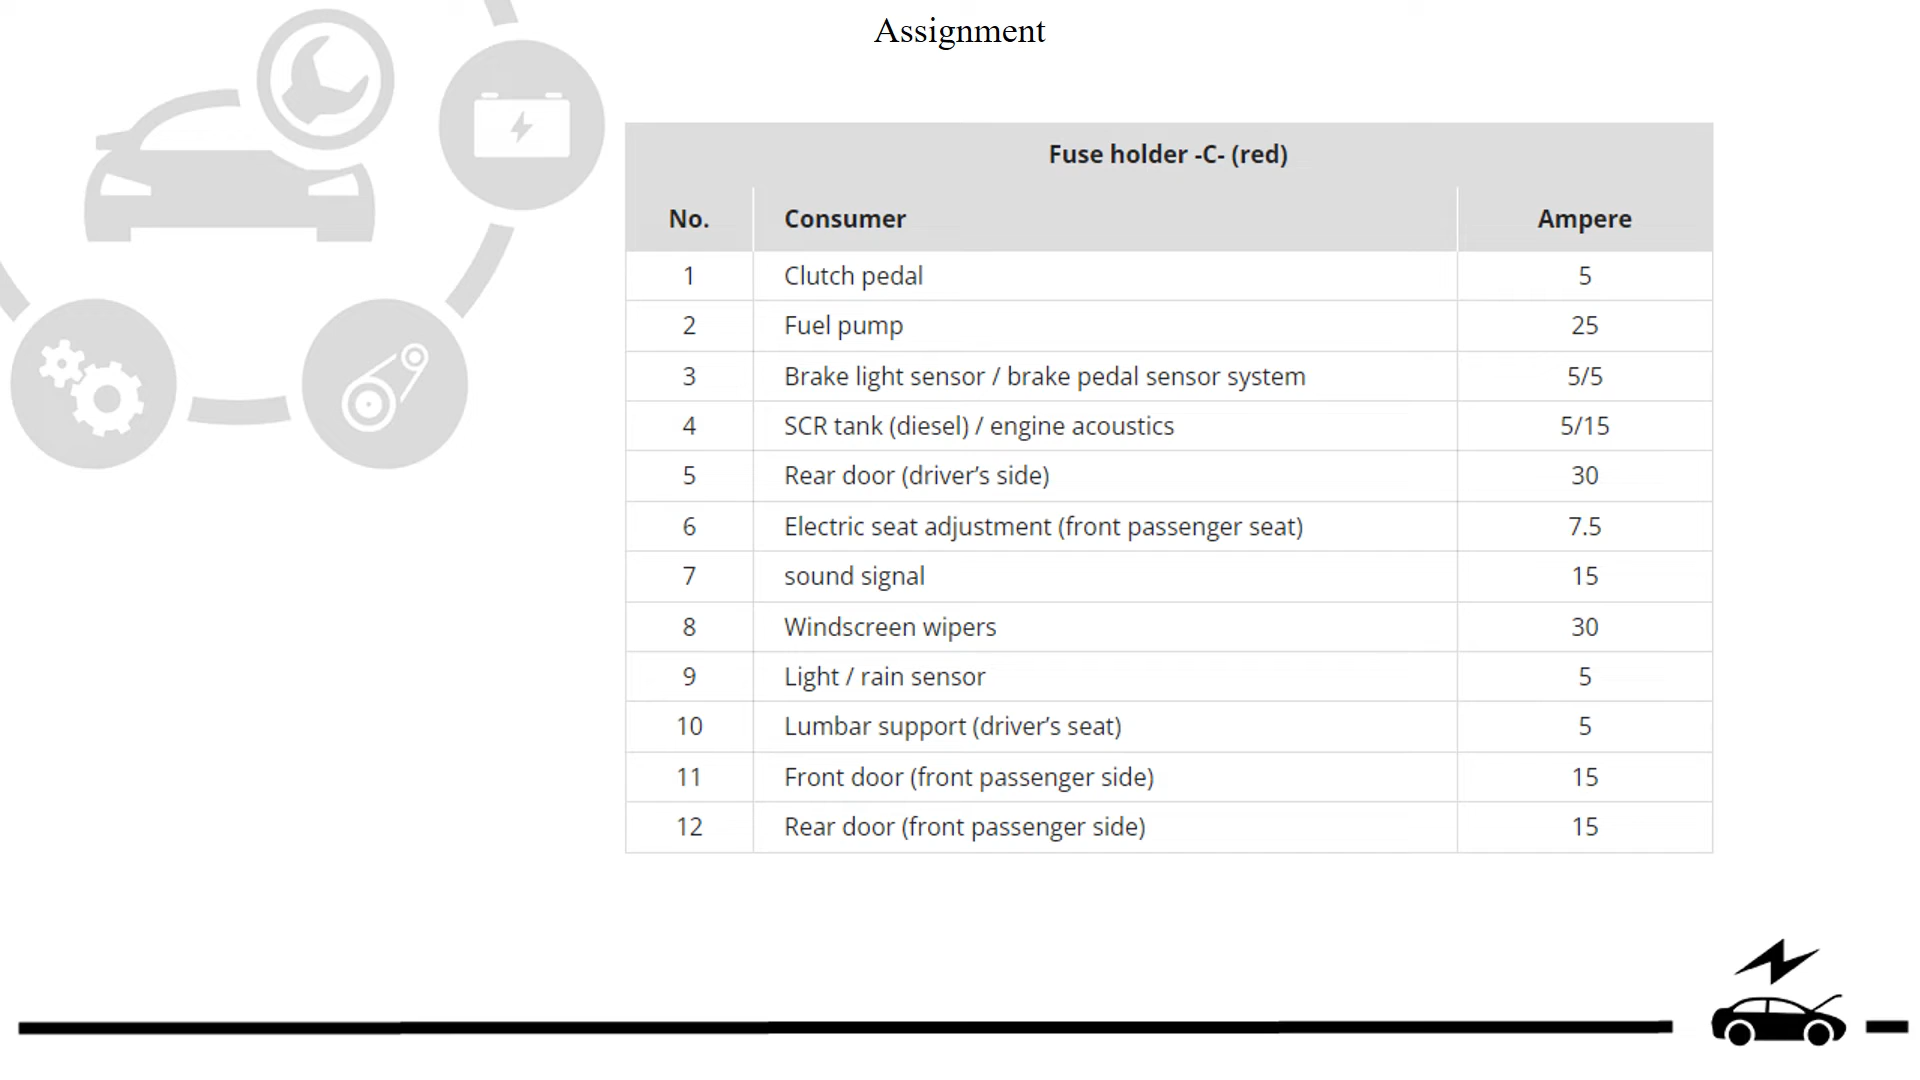 Assignment
Fuse holder -C- (red)
No. Consumer Ampere
1 Clutch pedal 5
2 Fuel pump 25
3 Brake light sensor / brake pedal sensor system 5/5
4 SCR tank (diesel) / engine acoustics 5/15
5 Rear door (driver’s side) 30
6 Electric seat adjustment (front passenger seat) 7.5
7 sound signal 15
8 Windscreen wipers 30
9 Light / rain sensor 5
10 Lumbar support (driver’s seat) 5
11 Front door (front passenger side) 15
12 Rear door (front passenger side) 15